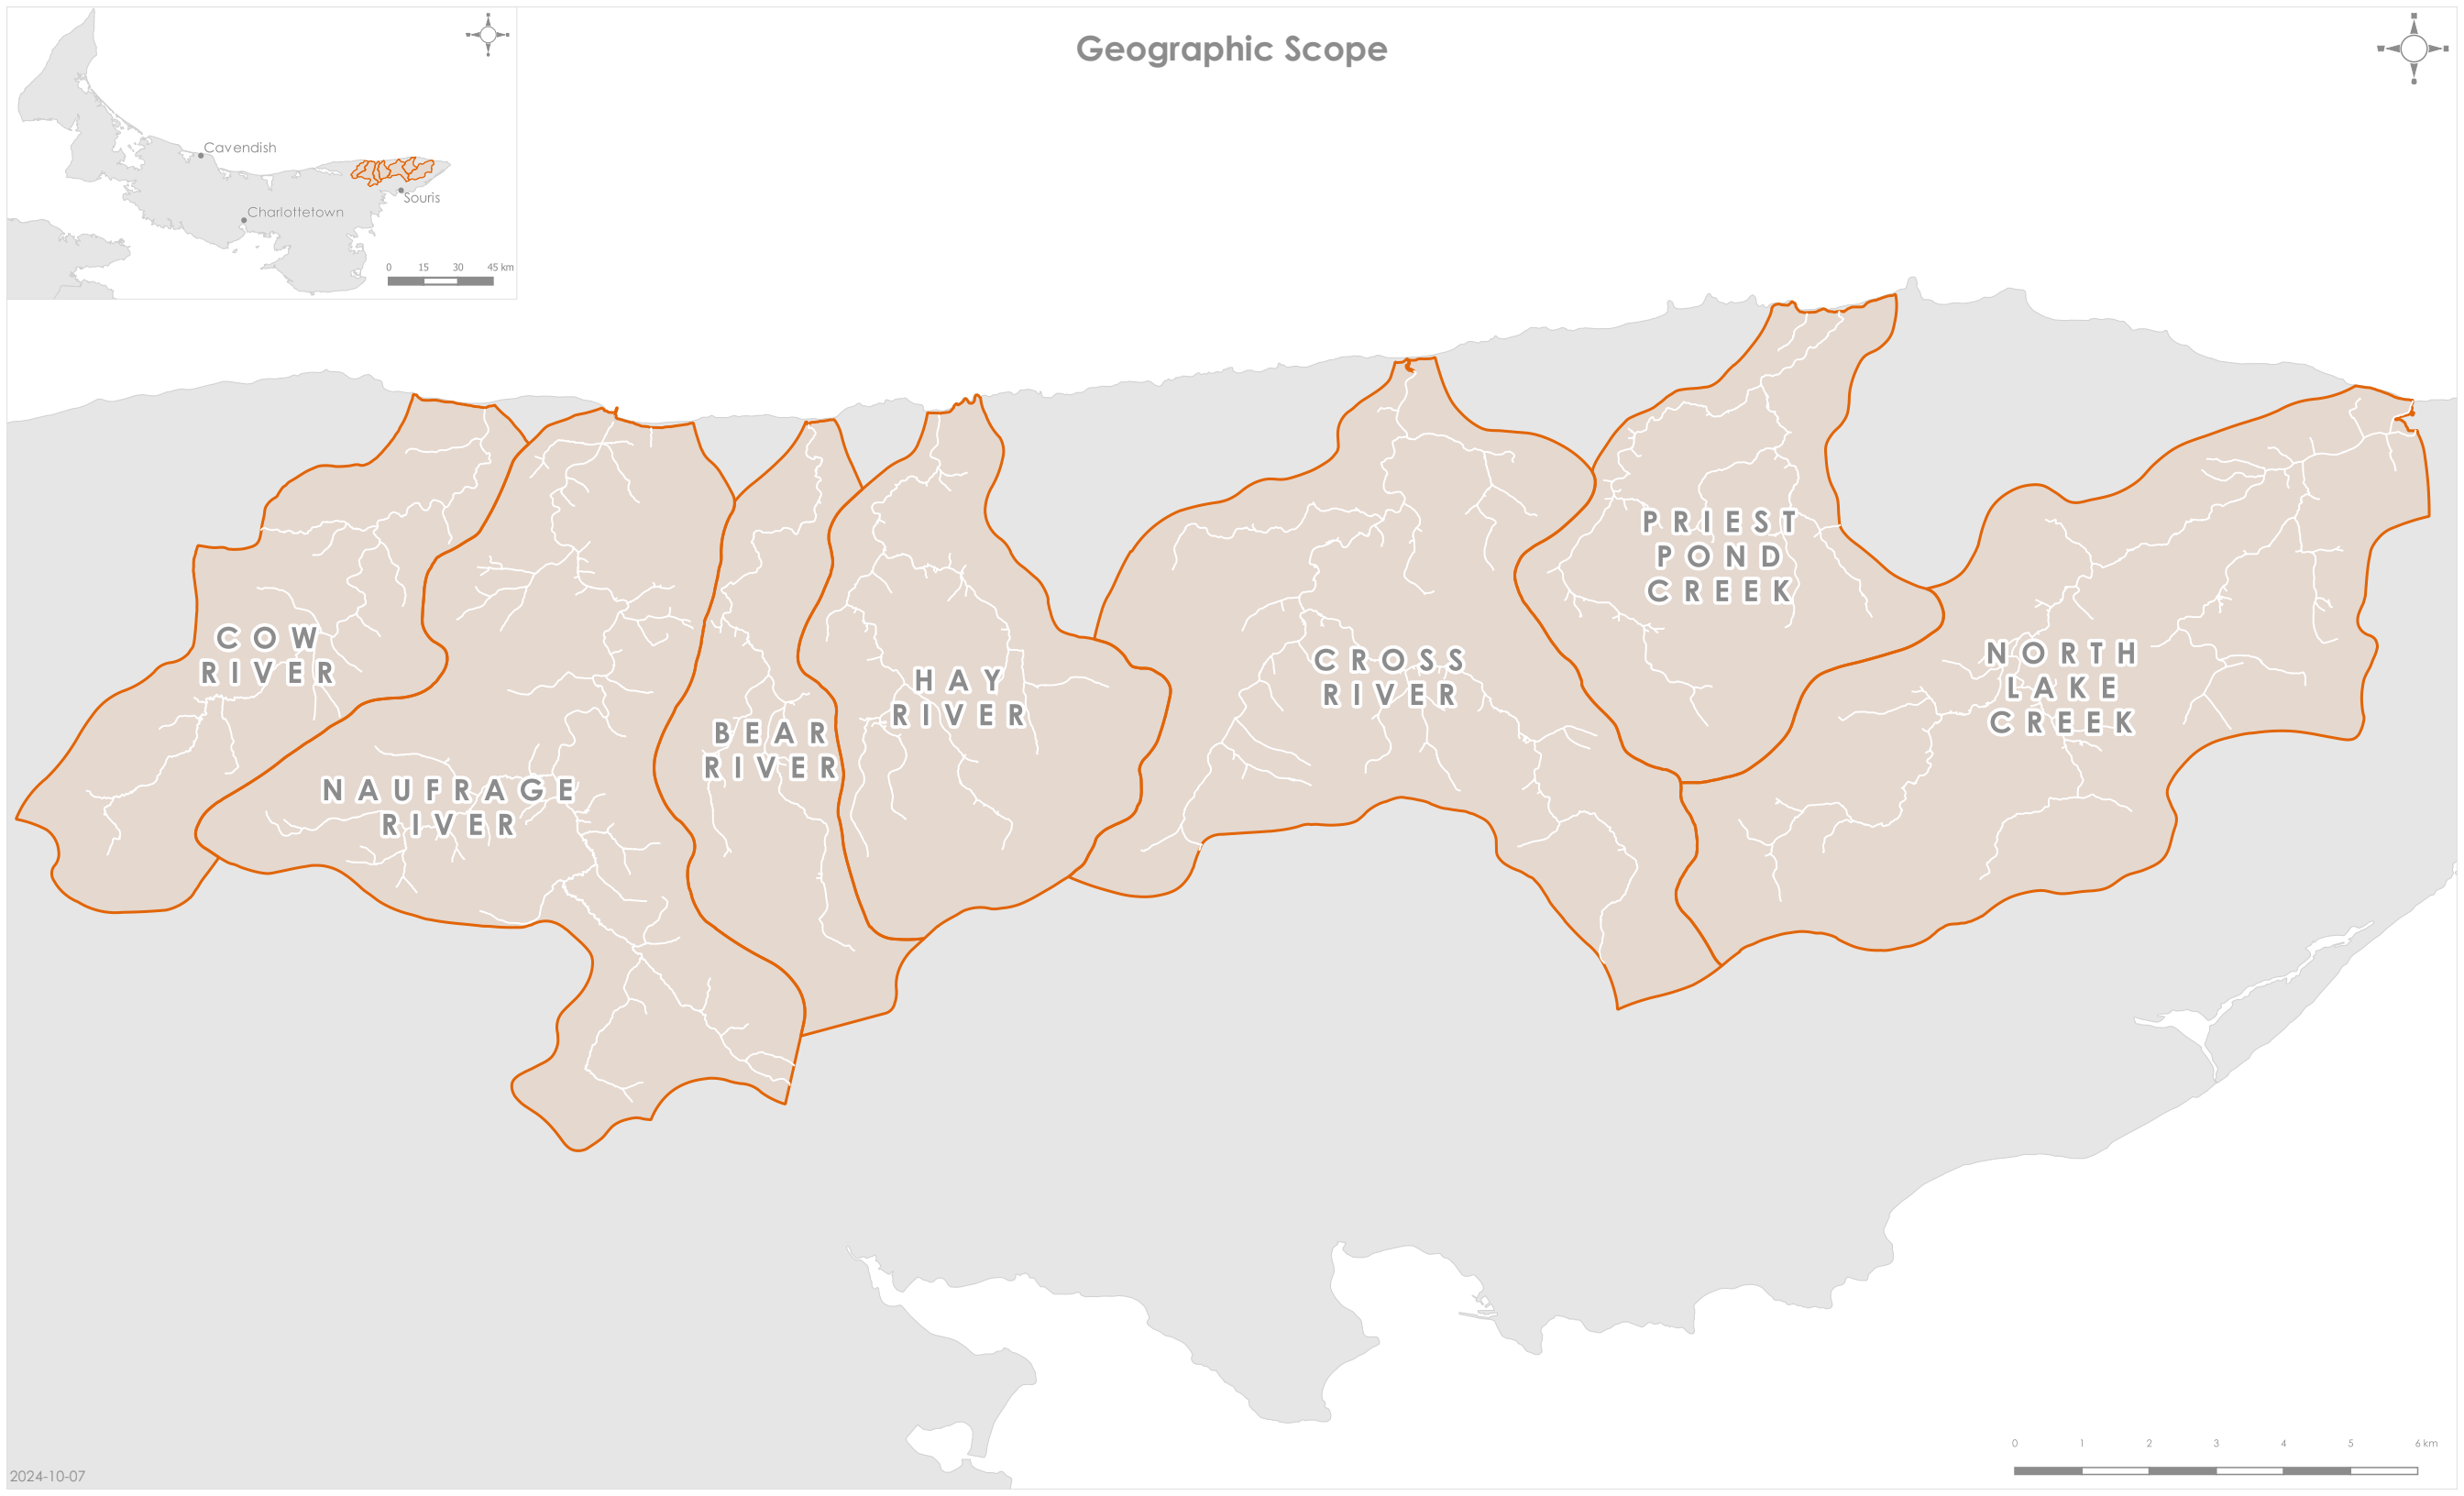 Geographic Scope
Cavendish
Souris
Charlottetown
0 15 30 45 km
PRIEST
POND
CREEK
COW
RIVER
CROSS
RIVER
NORTH
LAKE
CREEK
HAY
RIVER
BEAR
RIVER
NAUFRAGE
RIVER
0 1 2 3 4 5 6 km
2024-10-07